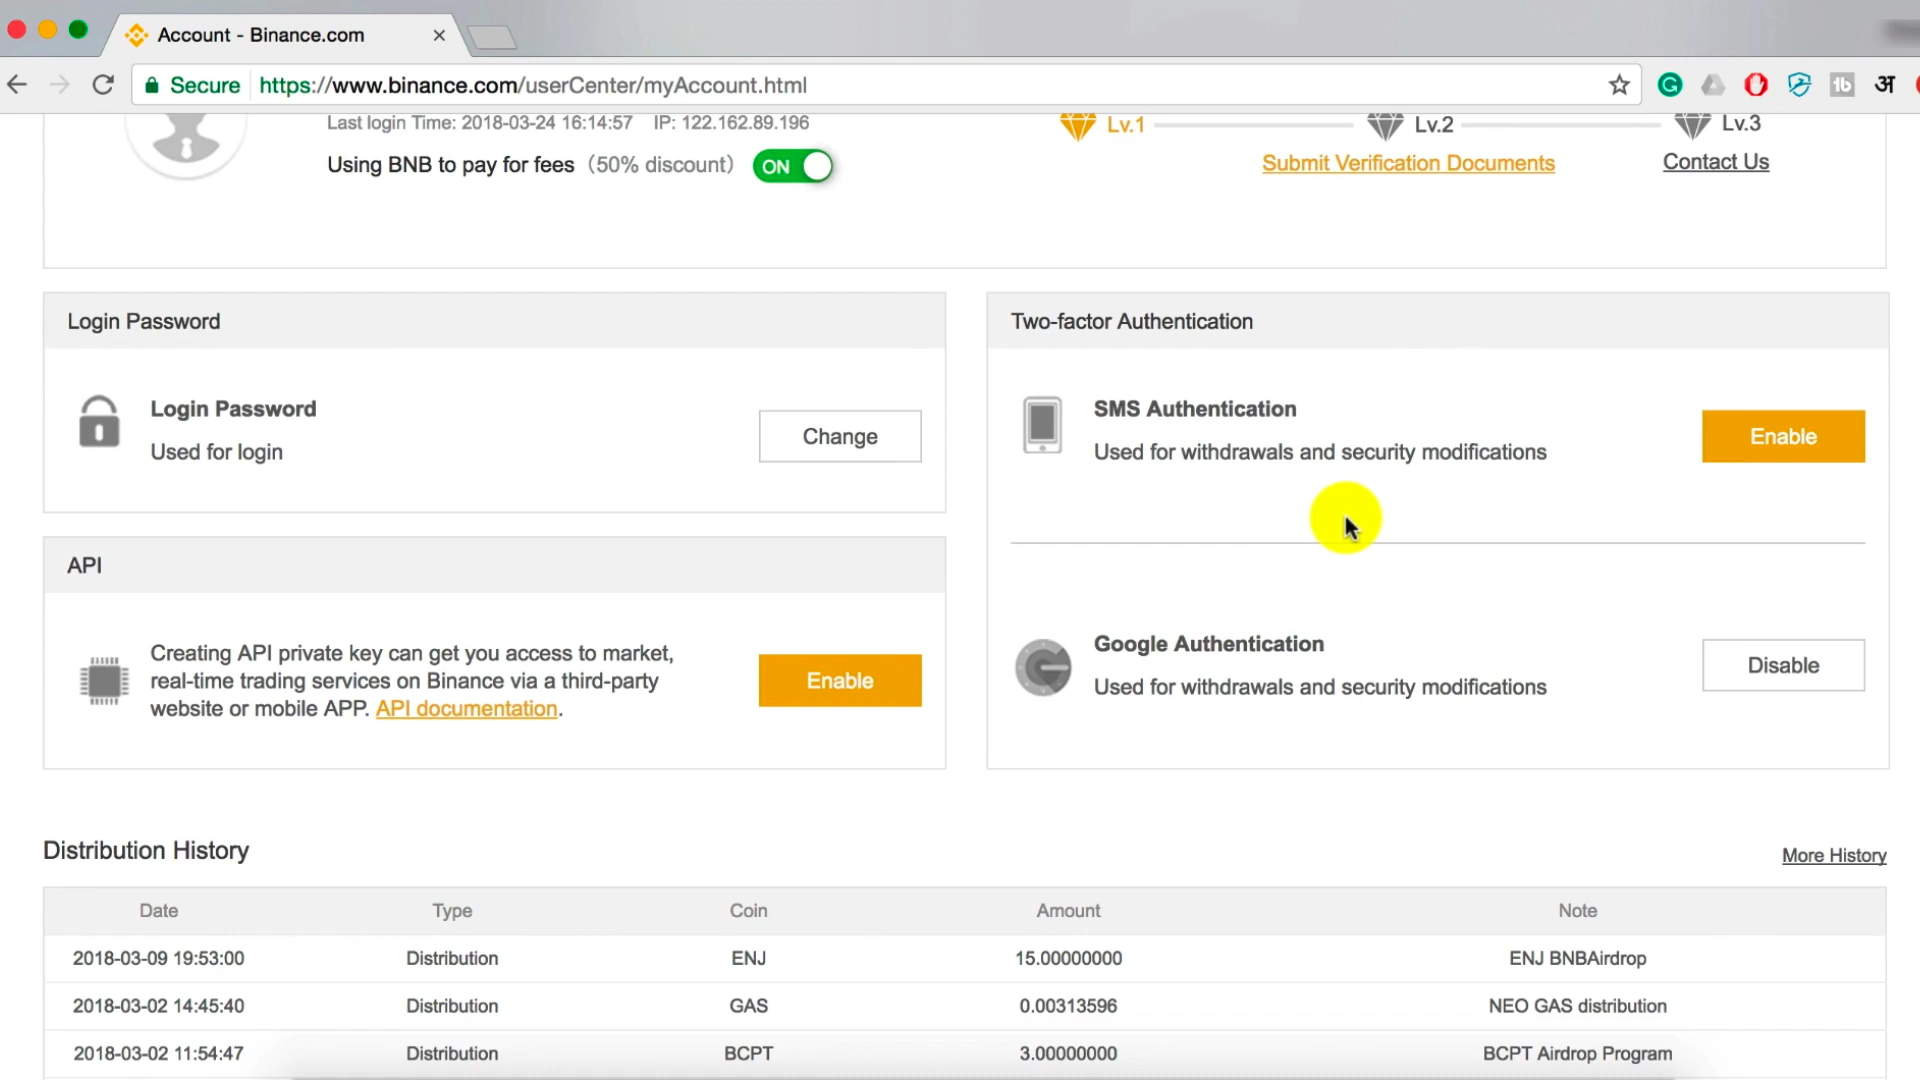 Account - Binance.com
Secure https://www.binance.com/userCenter/myAccount.html
1b
अ
Last login Time: 2018-03-24 16:14:57 IP: 122.162.89.196
Lv.1 Lv.2 Lv.3
Using BNB to pay for fees (50% discount) ON
Submit Verification Documents Contact Us
Login Password
Login Password
Used for login
Change
Two-factor Authentication
SMS Authentication
Used for withdrawals and security modifications
Enable
API
Creating API private key can get you access to market,
real-time trading services on Binance via a third-party
website or mobile APP. API documentation.
Enable
Google Authentication
Used for withdrawals and security modifications
Disable
Distribution History
More History
Date Type Coin Amount Note
2018-03-09 19:53:00 Distribution ENJ 15.00000000 ENJ BNBAirdrop
2018-03-02 14:45:40 Distribution GAS 0.00313596 NEO GAS distribution
2018-03-02 11:54:47 Distribution BCPT 3.00000000 BCPT Airdrop Program